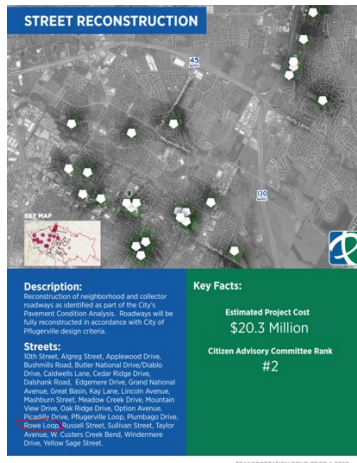 STREET RECONSTRUCTION
45
130
KEY MAP
Description:
Reconstruction of neighborhood and collector
roadways as identified as part of the City's
Pavement Condition Analysis. Roadways will be
fully reconstructed in accordance with City of
Pflugerville design criteria.
Streets:
10th Street, Algreg Street, Applewood Drive,
Bushmills Road, Butler National Drive/Diablo
Drive, Caldwells Lane, Cedar Ridge Drive,
Dalshank Road, Edgemere Drive, Grand National
Avenue, Great Basin, Kay Lane, Lincoln Avenue,
Mashburn Street, Meadow Creek Drive, Mountain
View Drive, Oak Ridge Drive, Option Avenue,
Picadilly Drive, Pflugerville Loop, Plumbago Drive,
Rowe Loop, Russell Street, Sullivan Street, Taylor
Avenue, W. Custers Creek Bend, Windermere
Drive, Yellow Sage Street.
Key Facts:
Estimated Project Cost
$20.3 Million
Citizen Advisory Committee Rank
#2